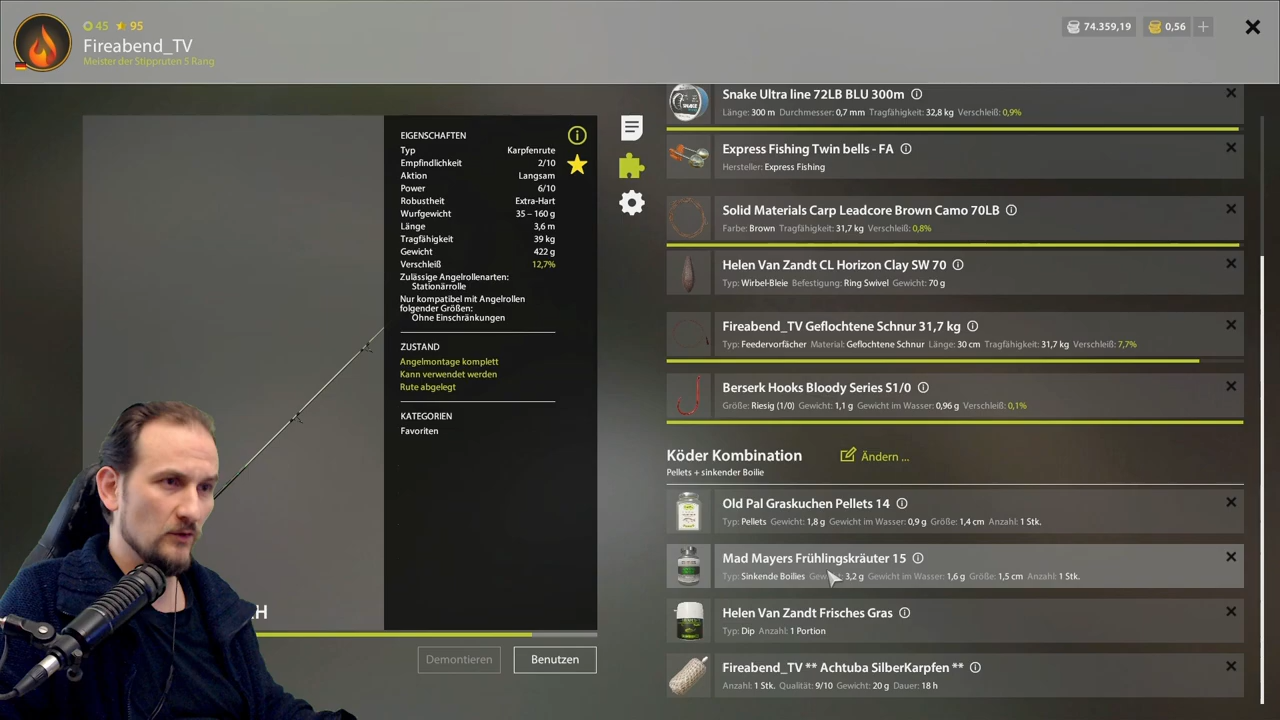 45 95
Fireabend_TV
Meister der Stippruten 5 Rang
74.359,19
0,56
EIGENSCHAFTEN
Typ Karpfenrute
Empfindlichkeit 2/10
Aktion Langsam
Power 6/10
Robustheit Extra-Hart
Wurfgewicht 35 – 160 g
Länge 3,6 m
Tragfähigkeit 39 kg
Gewicht 422 g
Verschleiß 12,7%
Zulässige Angelrollenarten:
Stationärrolle
Nur kompatibel mit Angelrollen
folgender Größen:
Ohne Einschränkungen
ZUSTAND
Angelmontage komplett
Kann verwendet werden
Rute abgelegt
KATEGORIEN
Favoriten
Demontieren
Benutzen
Snake Ultra line 72LB BLU 300m
Länge: 300 m Durchmesser: 0,7 mm Tragfähigkeit: 32,8 kg Verschleiß: 0,9%
Express Fishing Twin bells - FA
Hersteller: Express Fishing
Solid Materials Carp Leadcore Brown Camo 70LB
Farbe: Brown Tragfähigkeit: 31,7 kg Verschleiß: 0,8%
Helen Van Zandt CL Horizon Clay SW 70
Typ: Wirbel-Bleie Befestigung: Ring Swivel Gewicht: 70 g
Fireabend_TV Geflochtene Schnur 31,7 kg
Typ: Feedervorfächer Material: Geflochtene Schnur Länge: 30 cm Tragfähigkeit: 31,7 kg Verschleiß: 7,7%
Berserk Hooks Bloody Series S1/0
Größe: Riesig (1/0) Gewicht: 1,1 g Gewicht im Wasser: 0,96 g Verschleiß: 0,1%
Köder Kombination
Ändern ...
Pellets + sinkender Boilie
Old Pal Graskuchen Pellets 14
Typ: Pellets Gewicht: 1,8 g Gewicht im Wasser: 0,9 g Größe: 1,4 cm Anzahl: 1 Stk.
Mad Mayers Frühlingskräuter 15
Typ: Sinkende Boilies 3,2 g Gewicht im Wasser: 1,6 g Größe: 1,5 cm Anzahl: 1 Stk.
Helen Van Zandt Frisches Gras
Typ: Dip Anzahl: 1 Portion
Fireabend_TV ** Achtuba SilberKarpfen **
Anzahl: 1 Stk. Qualität: 9/10 Gewicht: 20 g Dauer: 18 h